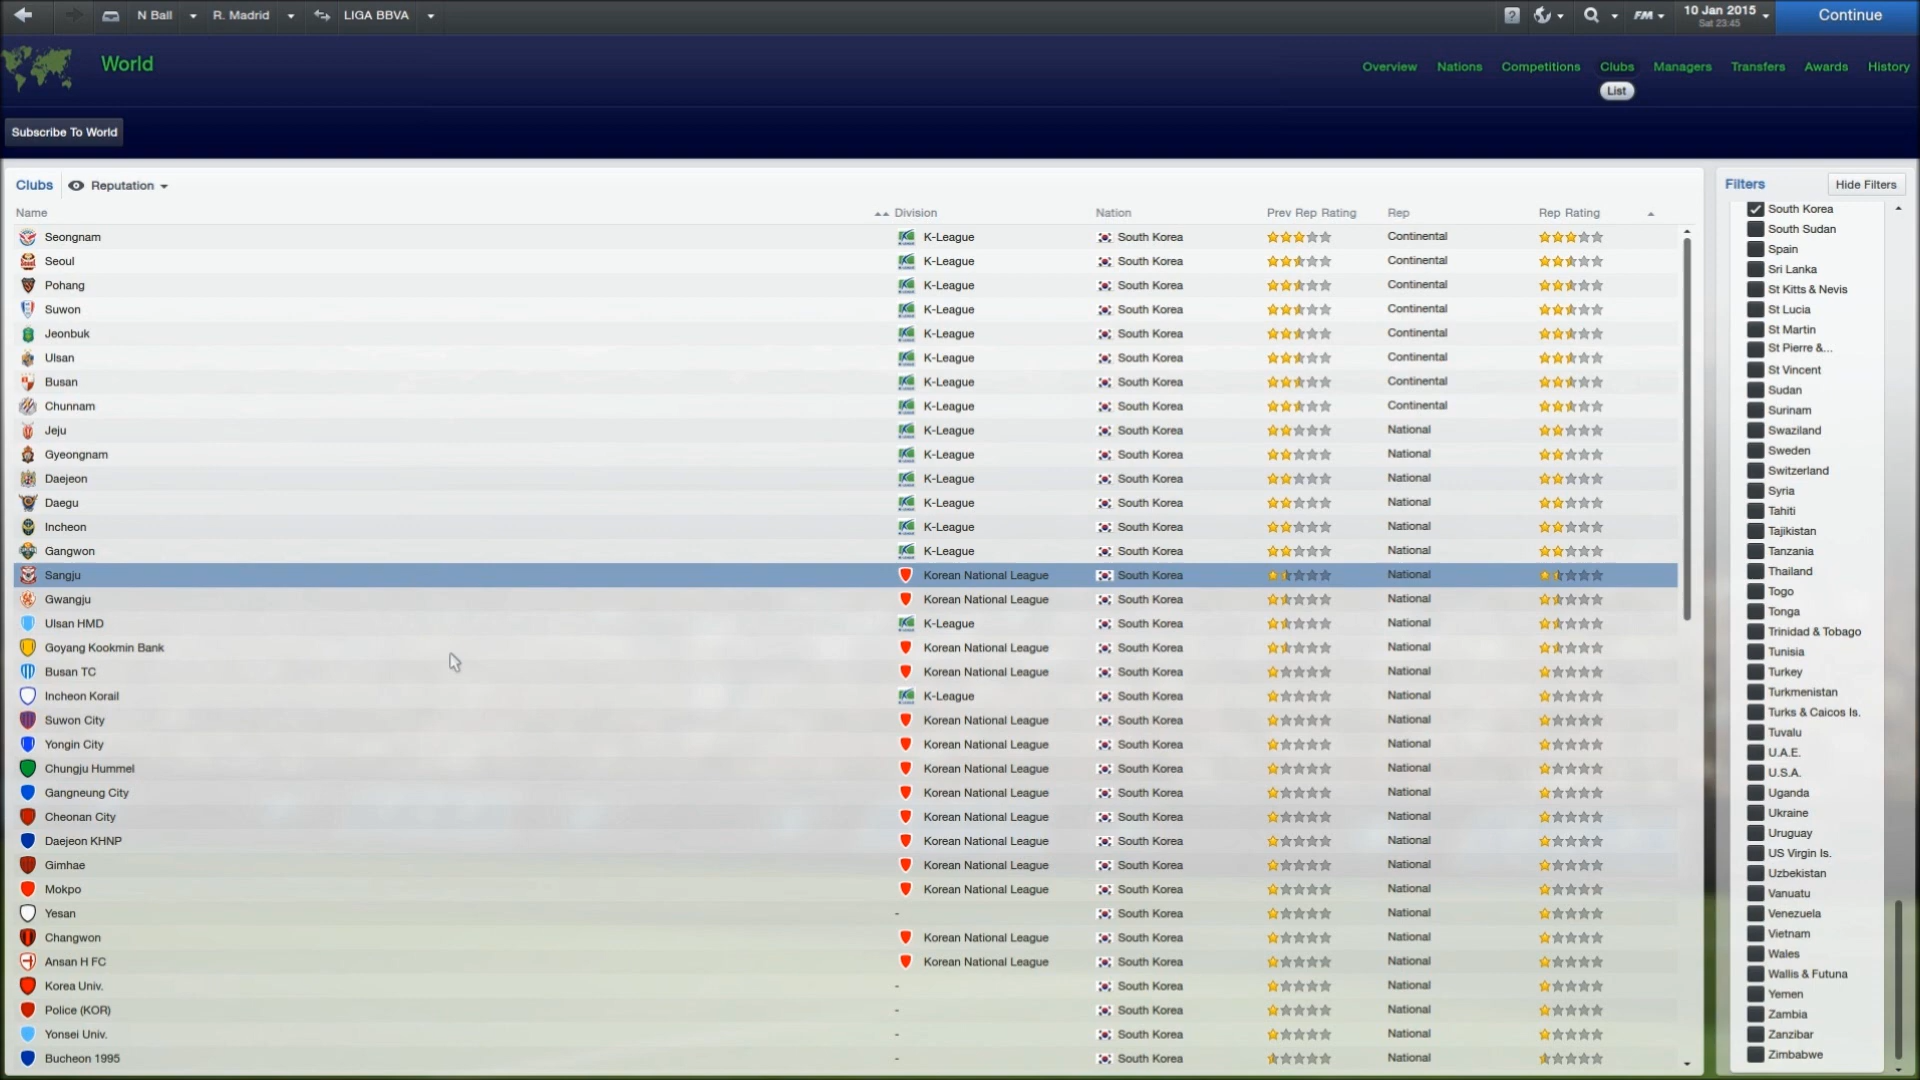 N Ball R. Madrid LIGA BBVA ? FM 10 Jan 2015 Continue
Sat 23:45
World Overview Nations Competitions Clubs Managers Transfers Awards History
List
Subscribe To World
Clubs Reputation Filters Hide Filters
Name Division Nation Prev Rep Rating Rep Rep Rating
Seongnam K-League South Korea Continental
Seoul K-League South Korea Continental
Pohang K-League South Korea Continental
Suwon K-League South Korea Continental
Jeonbuk K-League South Korea Continental
Ulsan K-League South Korea Continental
Busan K-League South Korea Continental
Chunnam K-League South Korea Continental
Jeju K-League South Korea National
Gyeongnam K-League South Korea National
Daejeon K-League South Korea National
Daegu K-League South Korea National
Incheon K-League South Korea National
Gangwon K-League South Korea National
Sangju Korean National League South Korea National
Gwangju Korean National League South Korea National
Ulsan HMD K-League South Korea National
Goyang Kookmin Bank Korean National League South Korea National
Busan TC Korean National League South Korea National
Incheon Korail K-League South Korea National
Suwon City Korean National League South Korea National
Yongin City Korean National League South Korea National
Chungju Hummel Korean National League South Korea National
Gangneung City Korean National League South Korea National
Cheonan City Korean National League South Korea National
Daejeon KHNP Korean National League South Korea National
Gimhae Korean National League South Korea National
Mokpo Korean National League South Korea National
Yesan - South Korea National
Changwon Korean National League South Korea National
Ansan H FC Korean National League South Korea National
Korea Univ. - South Korea National
Police (KOR) - South Korea National
Yonsei Univ. - South Korea National
Bucheon 1995 - South Korea National
South Korea
South Sudan
Spain
Sri Lanka
St Kitts & Nevis
St Lucia
St Martin
St Pierre &...
St Vincent
Sudan
Surinam
Swaziland
Sweden
Switzerland
Syria
Tahiti
Tajikistan
Tanzania
Thailand
Togo
Tonga
Trinidad & Tobago
Tunisia
Turkey
Turkmenistan
Turks & Caicos Is.
Tuvalu
U.A.E.
U.S.A.
Uganda
Ukraine
Uruguay
US Virgin Is.
Uzbekistan
Vanuatu
Venezuela
Vietnam
Wales
Wallis & Futuna
Yemen
Zambia
Zanzibar
Zimbabwe